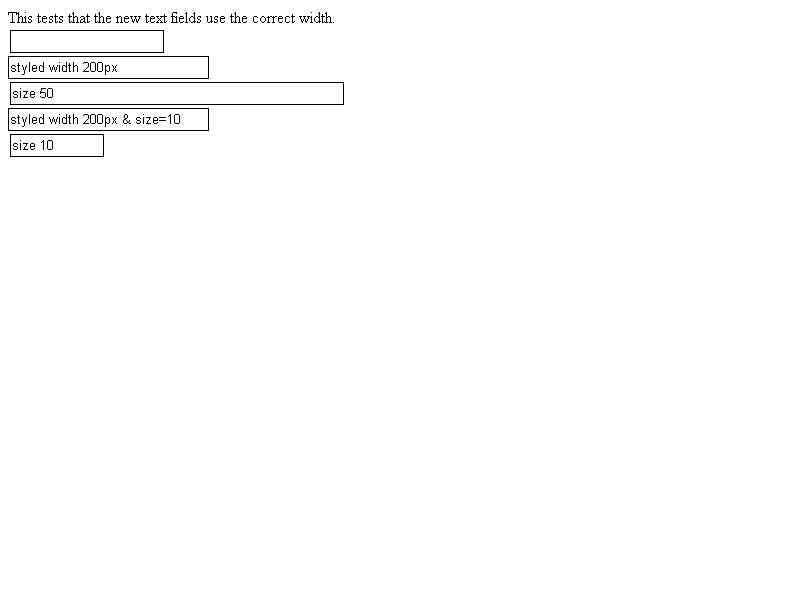 This tests that the new text fields use the correct width.
styled width 200px
size 50
styled width 200px & size=10
size 10